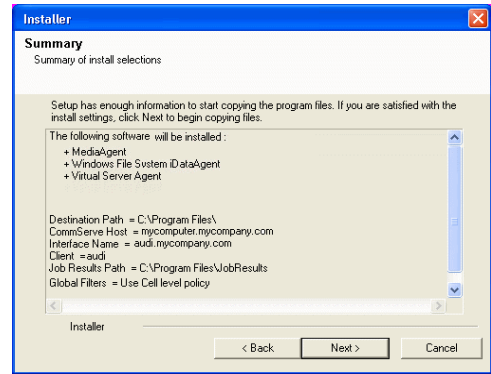 Installer
Summary
Summary of install selections
Setup has enough information to start copying the program files. If you are satisfied with the
install settings, click Next to begin copying files.
The following software will be installed :
+ MediaAgent
+ Windows File System iDataAgent
+ Virtual Server Agent
Destination Path = C:\Program Files\
CommServe Host = mycomputer.mycompany.com
Interface Name = audi.mycompany.com
Client =audi
Job Results Path = C:\Program Files\JobResults
Global Filters = Use Cell level policy
Installer
< Back
Next >
Cancel